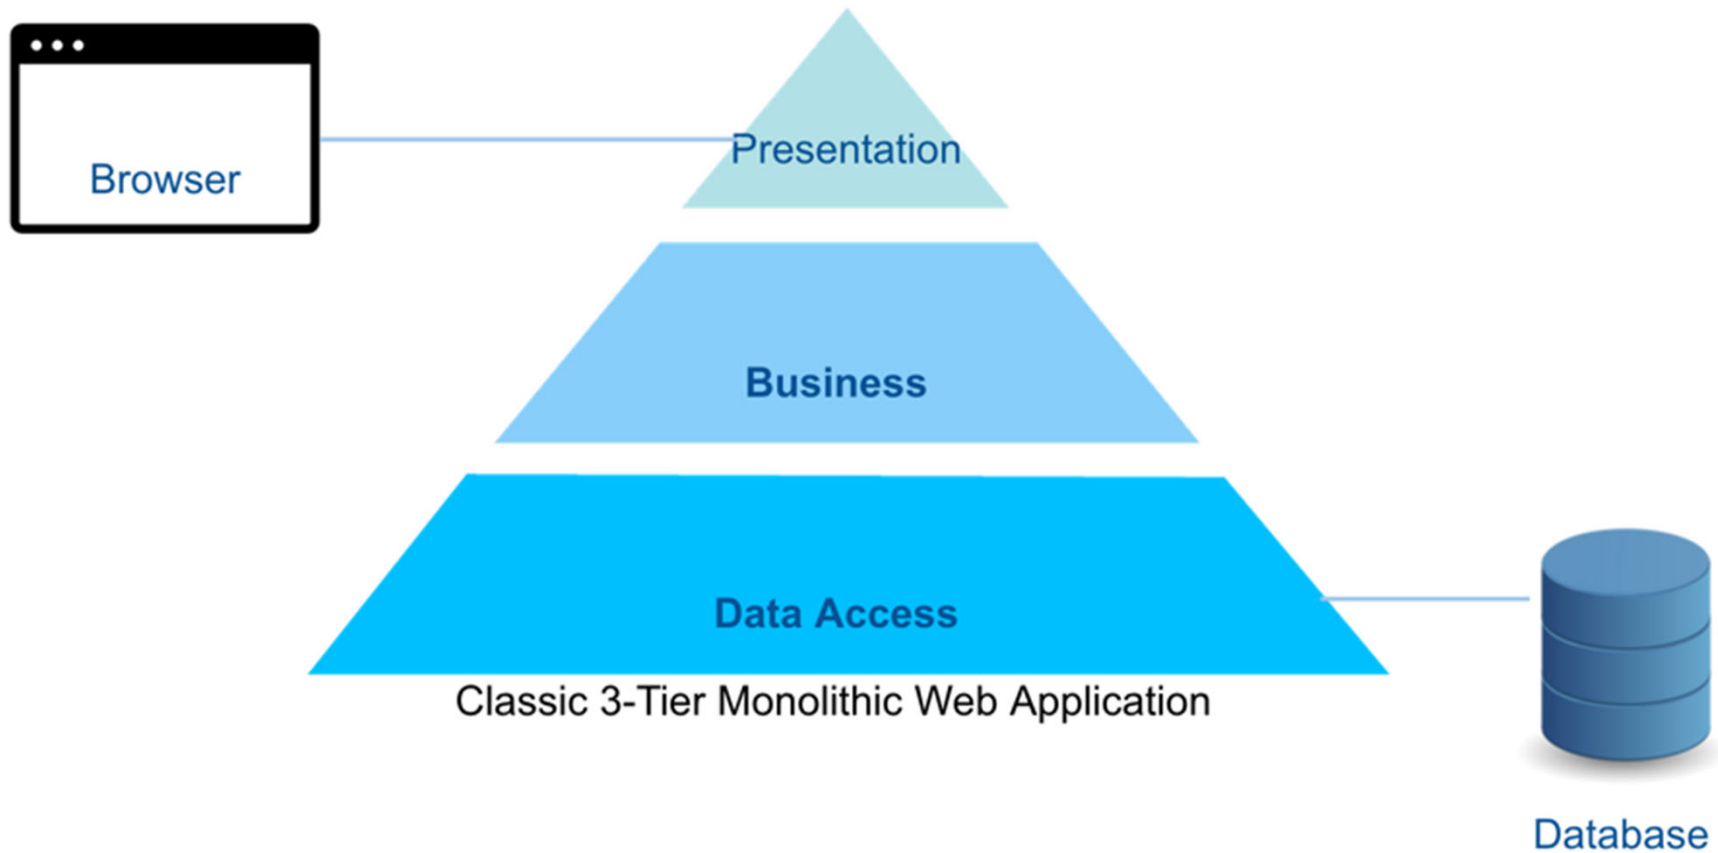 Browser
Presentation
Business
Data Access
Classic 3-Tier Monolithic Web Application
Database